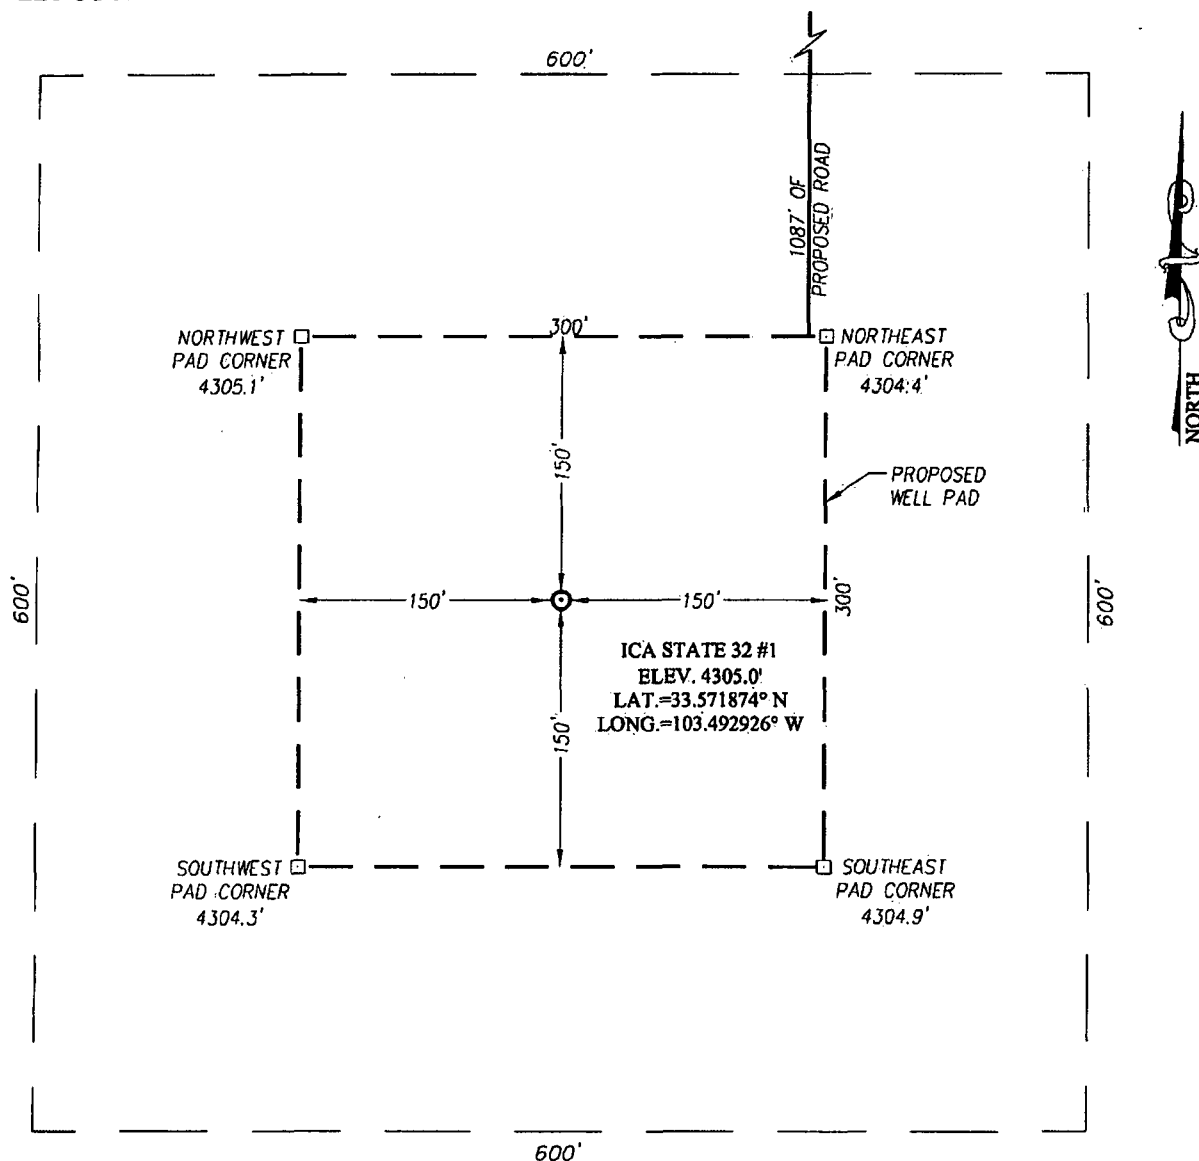 600'
1087' OF
PROPOSED ROAD
300'
NORTHWEST
PAD CORNER
4305.1'
NORTHEAST
PAD CORNER
4304.4'
NORTH
150'
PROPOSED
WELL PAD
600'
150'
150'
300'
600'
ICA STATE 32 #1
ELEV. 4305.0'
LAT.=33.571874° N
LONG.=103.492926° W
150'
SOUTHWEST
PAD CORNER
4304.3'
SOUTHEAST
PAD CORNER
4304.9'
600'